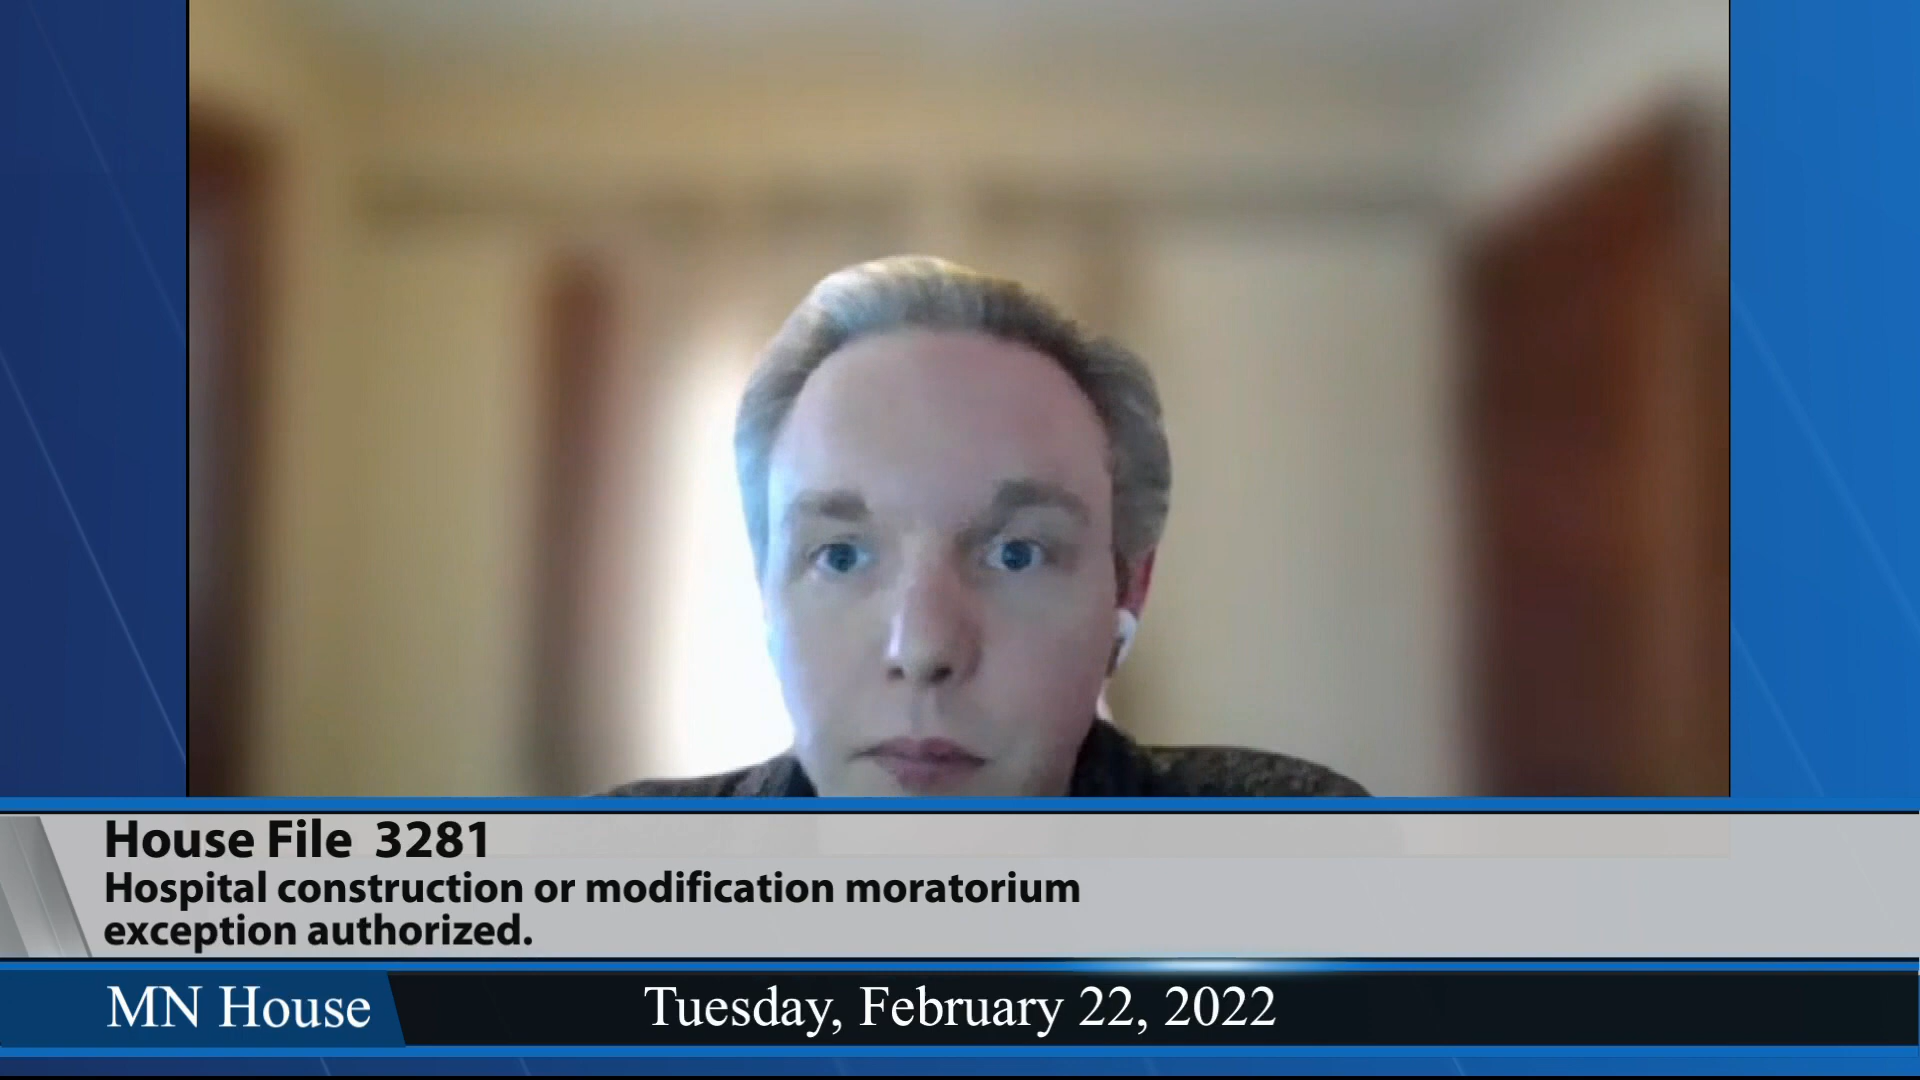 House File 3281
Hospital construction or modification moratorium
exception authorized.
MN House
Tuesday, February 22, 2022